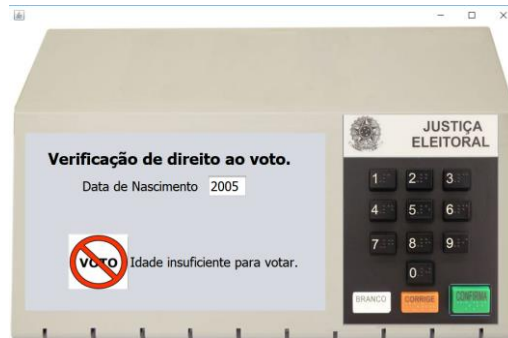 Verificação de direito ao voto.
Data de Nascimento 2005
VOTO Idade insuficiente para votar.
JUSTIÇA
ELEITORAL
1 2 3
4 5 6
7 8 9
0
BRANCO CORRIGE CONFIRMA